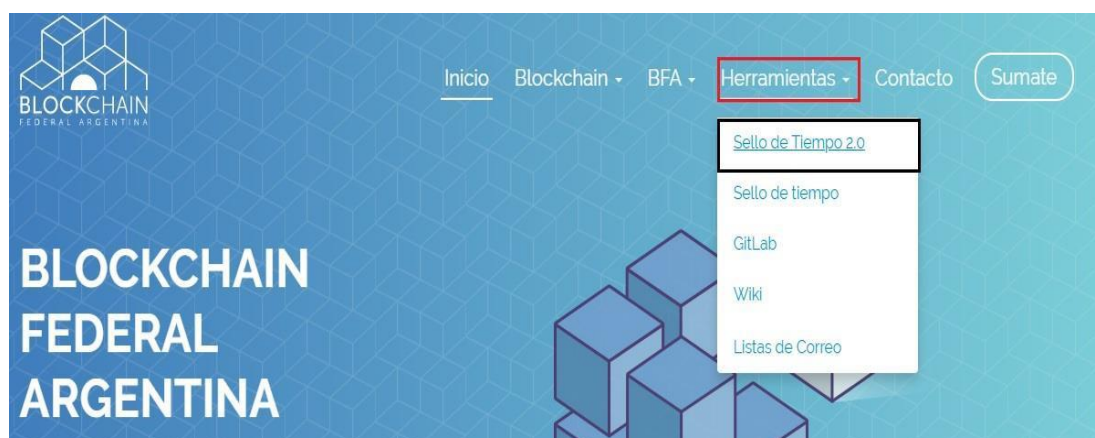 BLOCKCHAIN
FEDERAL ARGENTINA
Inicio Blockchain BFA Herramientas Contacto Sumate
Sello de Tiempo 2.0
Sello de tiempo
GitLab
Wiki
Listas de Correo
BLOCKCHAIN
FEDERAL
ARGENTINA